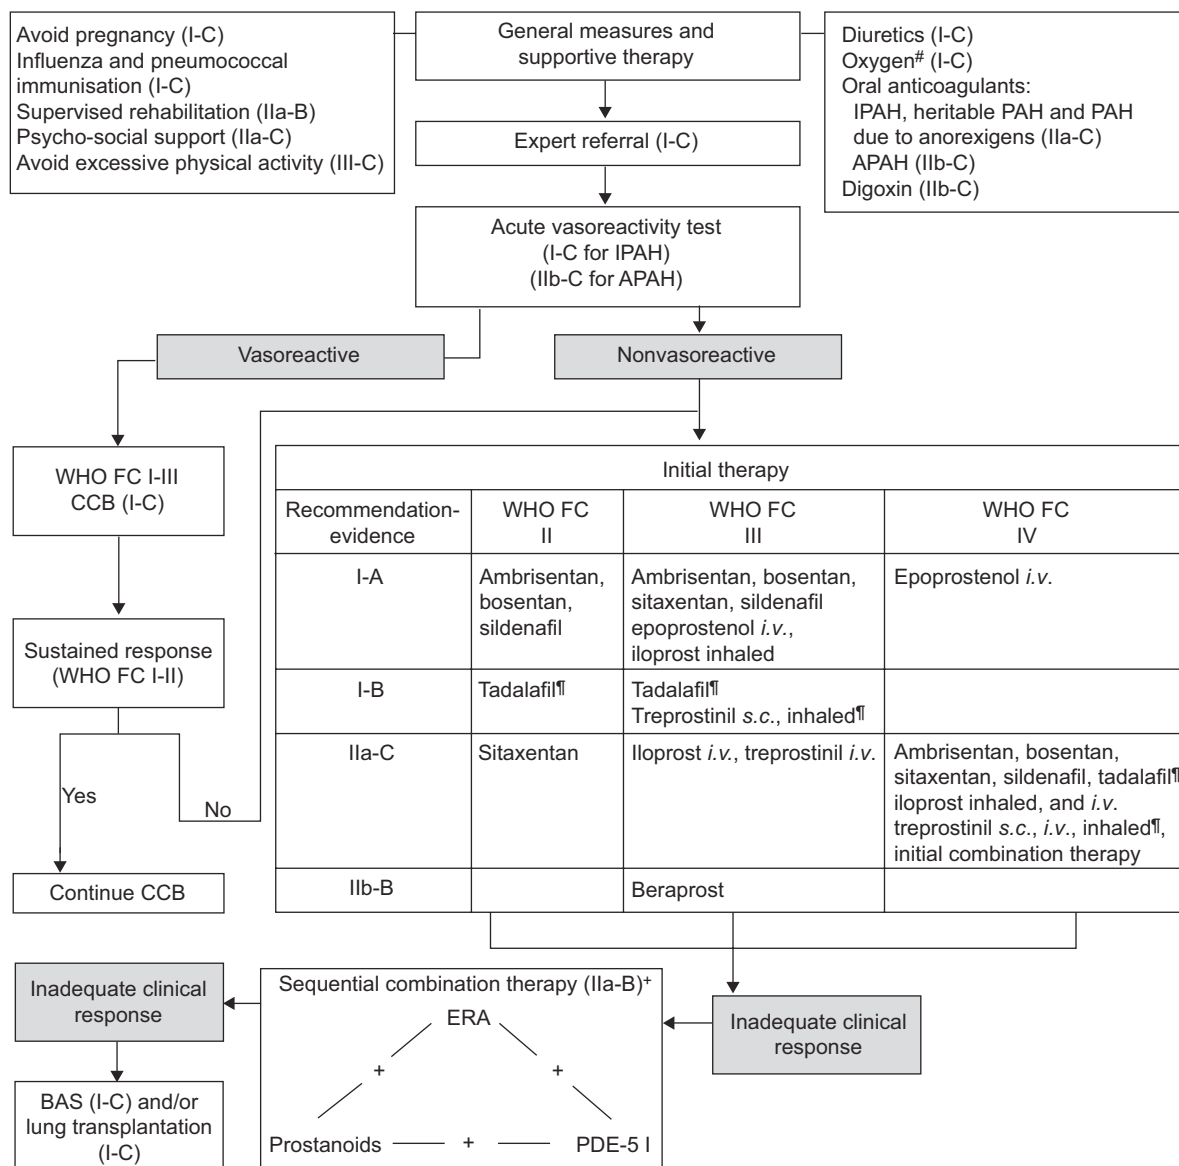 Avoid pregnancy (I-C)
Influenza and pneumococcal
immunisation (I-C)
Supervised rehabilitation (IIa-B)
Psycho-social support (IIa-C)
Avoid excessive physical activity (III-C)
General measures and
supportive therapy
Diuretics (I-C)
Oxygen# (I-C)
Oral anticoagulants:
IPAH, heritable PAH and PAH
due to anorexigens (IIa-C)
APAH (IIb-C)
Digoxin (IIb-C)
Expert referral (I-C)
Acute vasoreactivity test
(I-C for IPAH)
(IIb-C for APAH)
Vasoreactive
Nonvasoreactive
WHO FC I-III
CCB (I-C)
Sustained response
(WHO FC I-II)
Yes
No
Continue CCB
Initial therapy
Recommendation-
evidence
WHO FC
II
WHO FC
III
WHO FC
IV
I-A
Ambrisentan,
bosentan,
sildenafil
Ambrisentan, bosentan,
sitaxentan, sildenafil
epoprostenol i.v.,
iloprost inhaled
Epoprostenol i.v.
I-B
Tadalafil¶
Tadalafil¶
Treprostinil s.c., inhaled¶
IIa-C
Sitaxentan
Iloprost i.v., treprostinil i.v.
Ambrisentan, bosentan,
sitaxentan, sildenafil, tadalafil¶
iloprost inhaled, and i.v.
treprostinil s.c., i.v., inhaled¶,
initial combination therapy
IIb-B
Beraprost
Inadequate clinical
response
Sequential combination therapy (IIa-B)+
ERA
+
+
Prostanoids
+
PDE-5 I
Inadequate clinical
response
BAS (I-C) and/or
lung transplantation
(I-C)